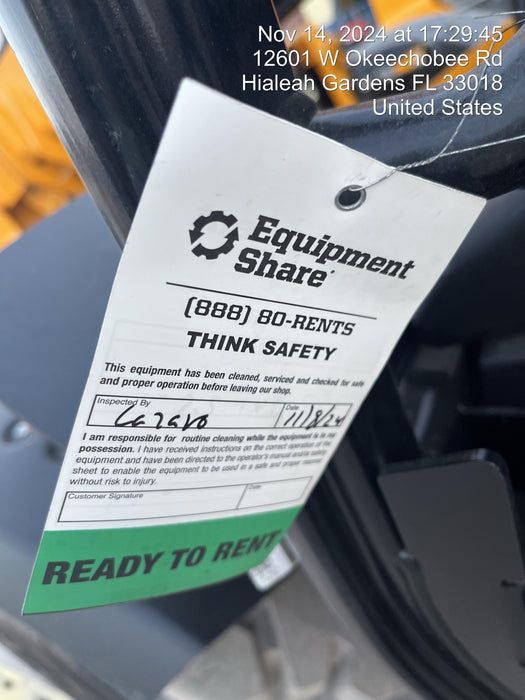 Nov 14, 2024 at 17:29:45
12601 W Okeechobee Rd
Hialeah Gardens FL 33018
United States
Equipment
Share
(888) 80-RENTS
THINK SAFETY
This equipment has been cleaned, serviced and checked for safe
and proper operation before leaving our shop.
Inspected By
Date
Lazaro
11/8/24
I am responsible for routine cleaning while the equipment is in my
possession. I have received instructions on the correct operation of the
equipment and have been directed to the operator's manual and/or safety
sheet to enable the equipment to be used in a safe and proper manner
without risk to injury.
Customer Signature
Date
READY TO RENT